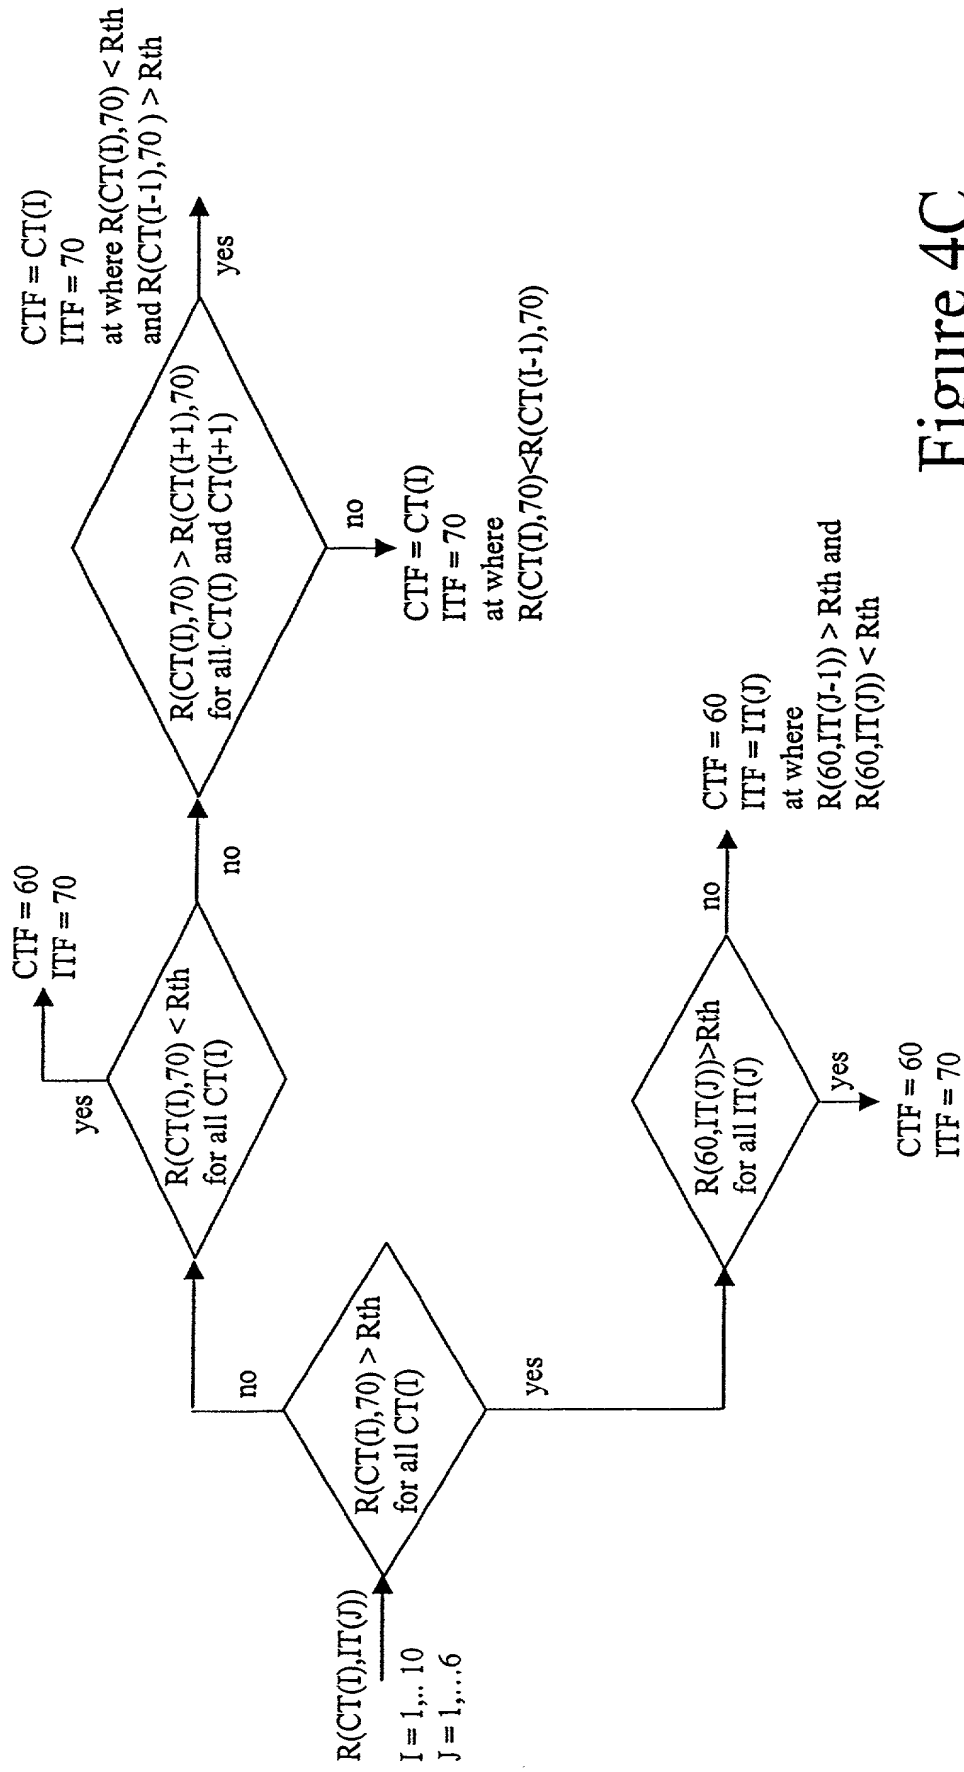 R(CT(I),IT(J))
I = 1,.. 10
J = 1,...6
R(CT(I),70) > Rth
for all CT(I)
no
yes
R(CT(I),70) < Rth
for all CT(I)
yes
CTF = 60
ITF = 70
no
R(CT(I),70) > R(CT(I+1),70)
for all CT(I) and CT(I+1)
yes
CTF = CT(I)
ITF = 70
at where R(CT(I),70) < Rth
and R(CT(I-1),70 ) > Rth
no
CTF = CT(I)
ITF = 70
at where
R(CT(I),70)<R(CT(I-1),70)
R(60,IT(J))>Rth
for all IT(J)
no
CTF = 60
ITF = IT(J)
at where
R(60,IT(J-1)) > Rth and
R(60,IT(J)) < Rth
yes
CTF = 60
ITF = 70
Figure 4C